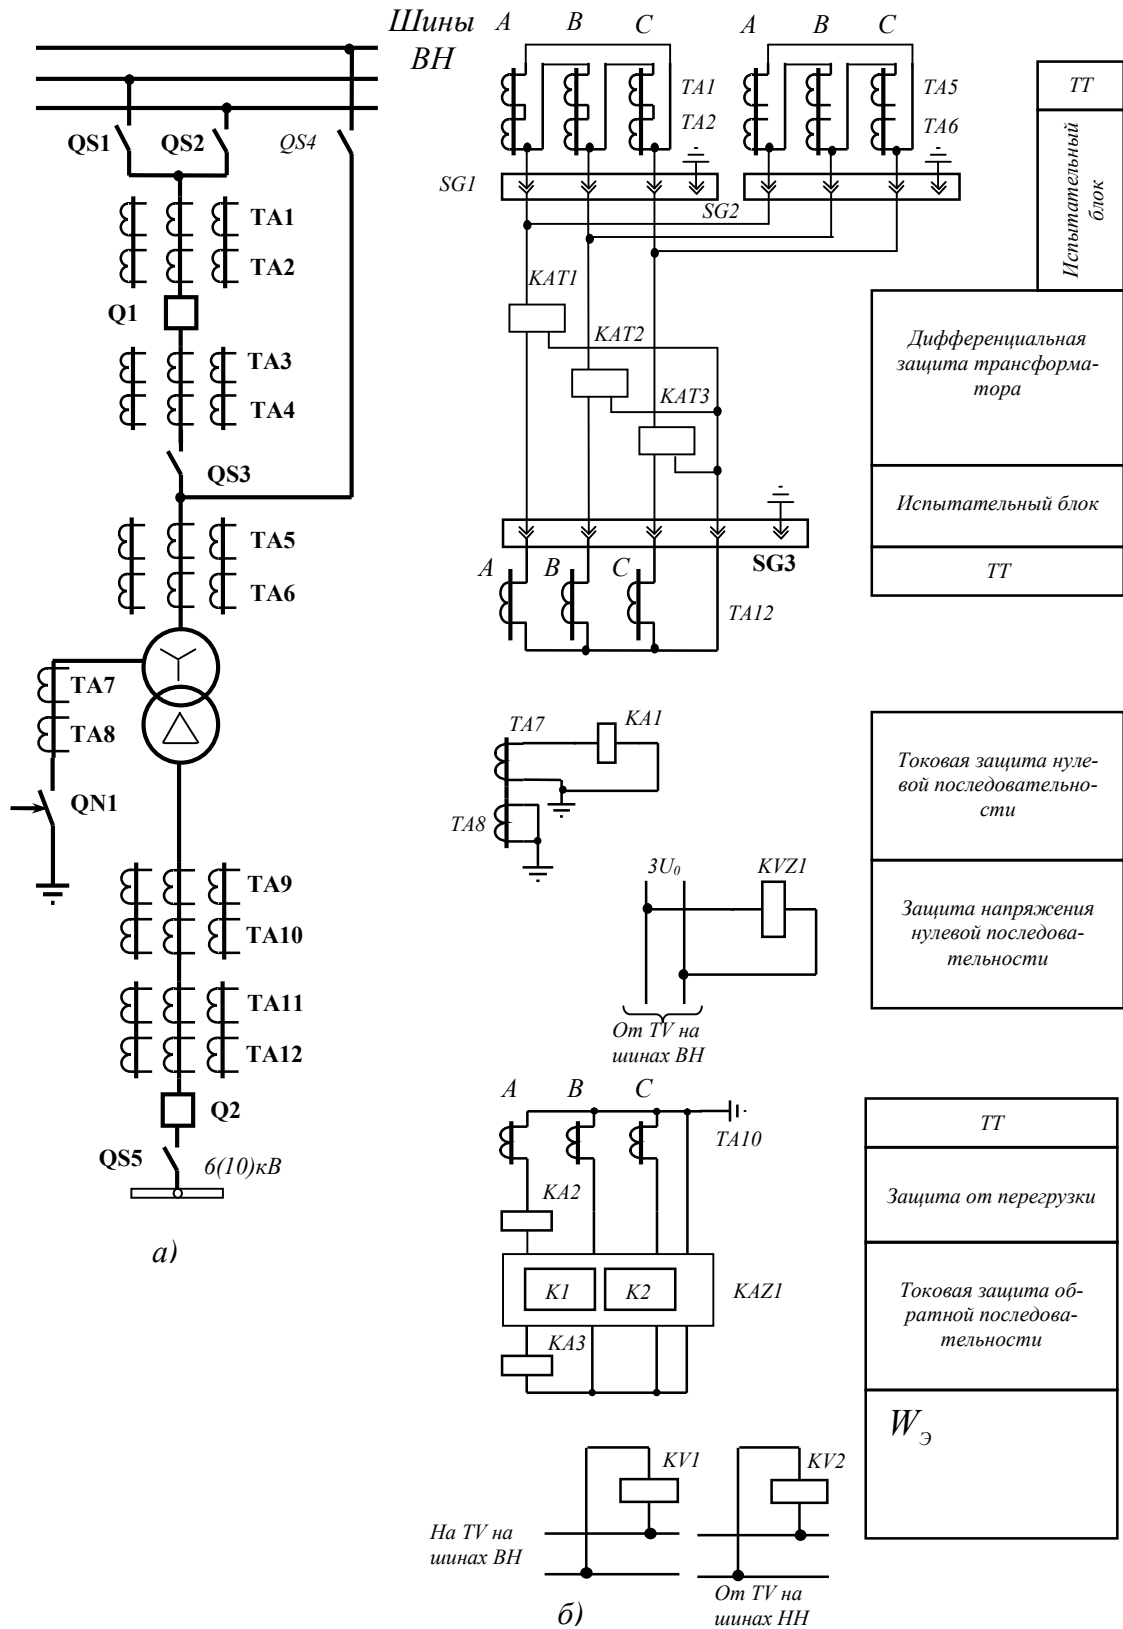 Шины
ВН
QS1
QS2
QS4
TA1
TA2
Q1
TA3
TA4
QS3
TA5
TA6
TA7
TA8
QN1
TA9
TA10
TA11
TA12
Q2
QS5
6(10)кВ
а)
A
B
C
A
B
C
TA1
TA2
TA5
TA6
SG1
SG2
KAT1
KAT2
KAT3
SG3
A
B
C
TA12
TA7
KA1
TA8
3U₀
KVZ1
От TV на
шинах ВН
A
B
C
TA10
KA2
K1
K2
KAZ1
KA3
KV1
KV2
На TV на
шинах ВН
От TV на
шинах НН
б)
ТТ
Испытательный
блок
Дифференциальная
защита трансформа-
тора
Испытательный блок
ТТ
Токовая защита нуле-
вой последовательно-
сти
Защита напряжения
нулевой последова-
тельности
ТТ
Защита от перегрузки
Токовая защита об-
ратной последова-
тельности
Wэ